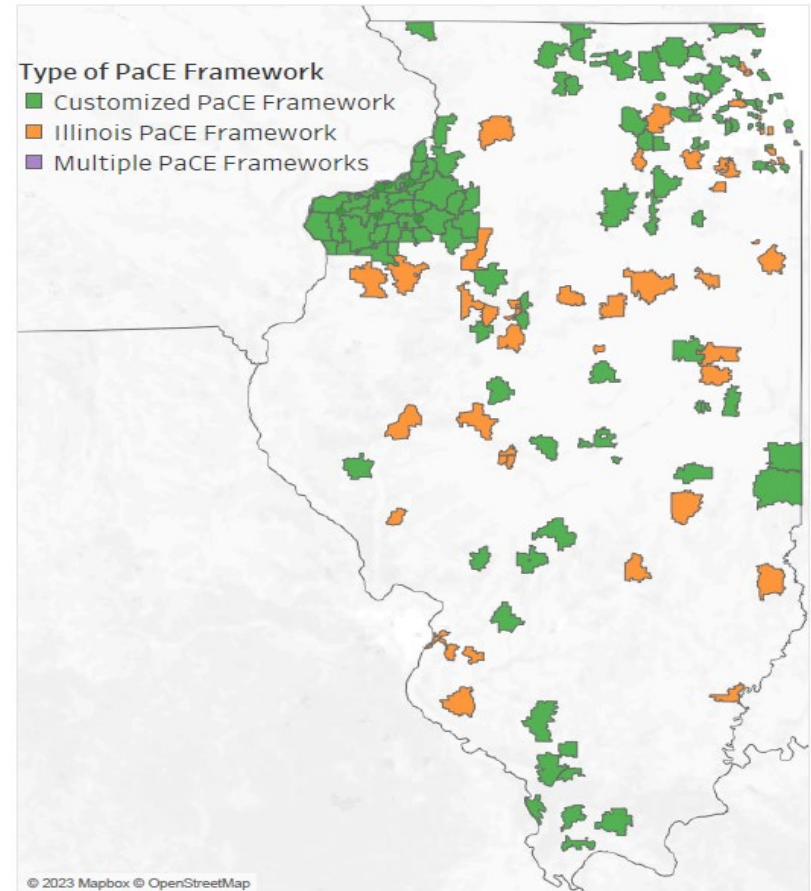 Type of PaCE Framework
Customized PaCE Framework
Illinois PaCE Framework
Multiple PaCE Frameworks
© 2023 Mapbox © OpenStreetMap